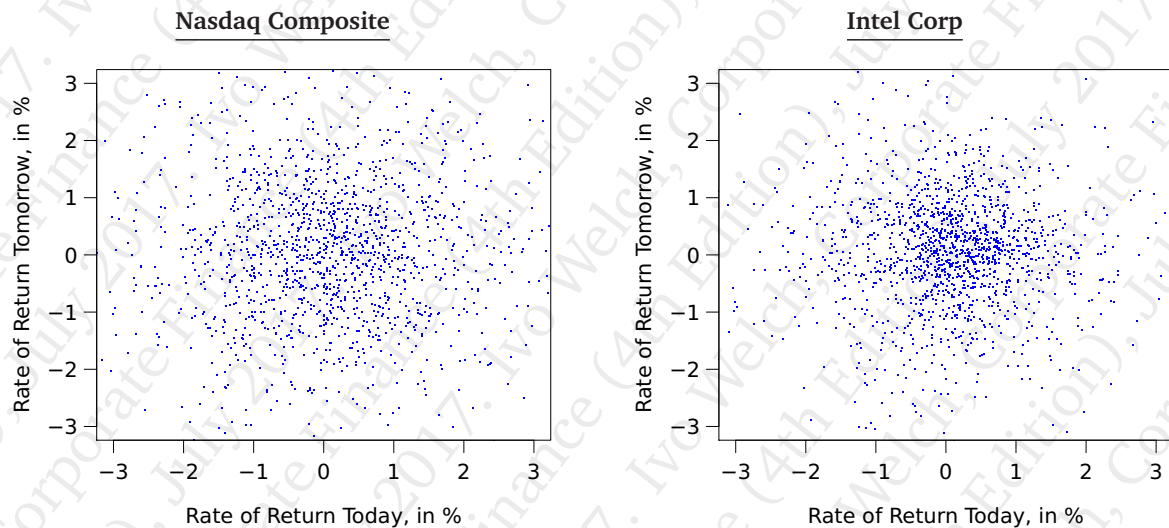 Nasdaq Composite
Rate of Return Tomorrow, in %
3
2
1
0
−1
−2
−3
−3 −2 −1 0 1 2 3
Rate of Return Today, in %
Intel Corp
Rate of Return Tomorrow, in %
3
2
1
0
−1
−2
−3
−3 −2 −1 0 1 2 3
Rate of Return Today, in %